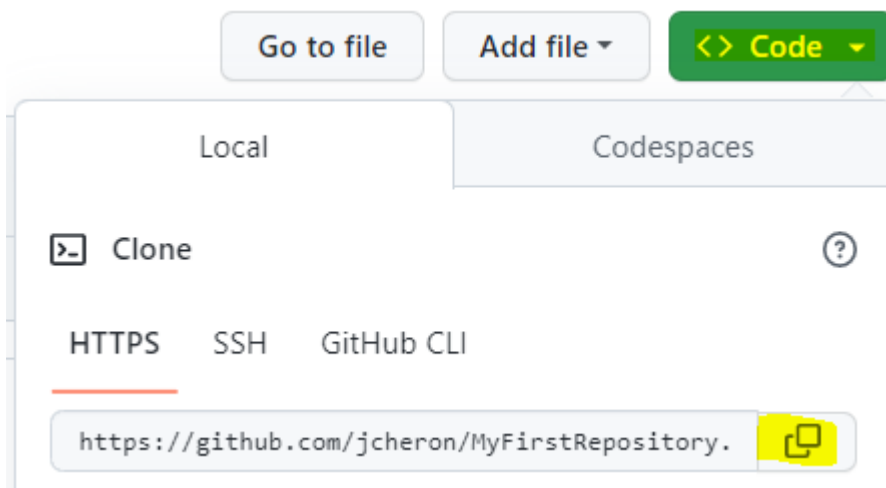 Go to file Add file <> Code
Local Codespaces
Clone
HTTPS SSH GitHub CLI
https://github.com/jcheron/MyFirstRepository.